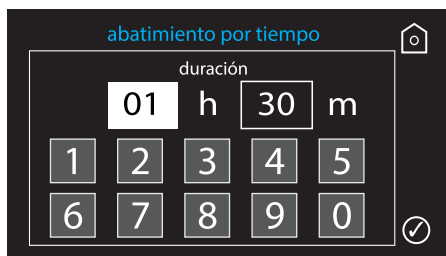 abatimiento por tiempo
duración
01 h 30 m
1 2 3 4 5
6 7 8 9 0